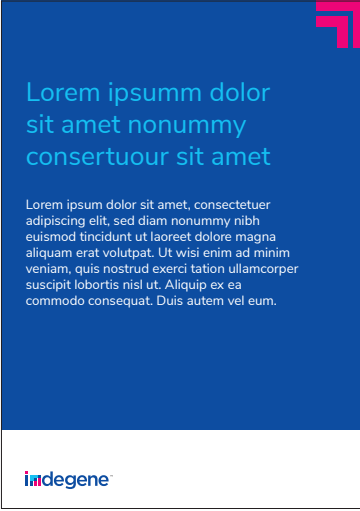 Lorem ipsumm dolor
sit amet nonummy
consertuour sit amet
Lorem ipsum dolor sit amet, consectetuer
adipiscing elit, sed diam nonummy nibh
euismod tincidunt ut laoreet dolore magna
aliquam erat volutpat. Ut wisi enim ad minim
veniam, quis nostrud exerci tation ullamcorper
suscipit lobortis nisl ut. Aliquip ex ea
commodo consequat. Duis autem vel eum.
indegene™